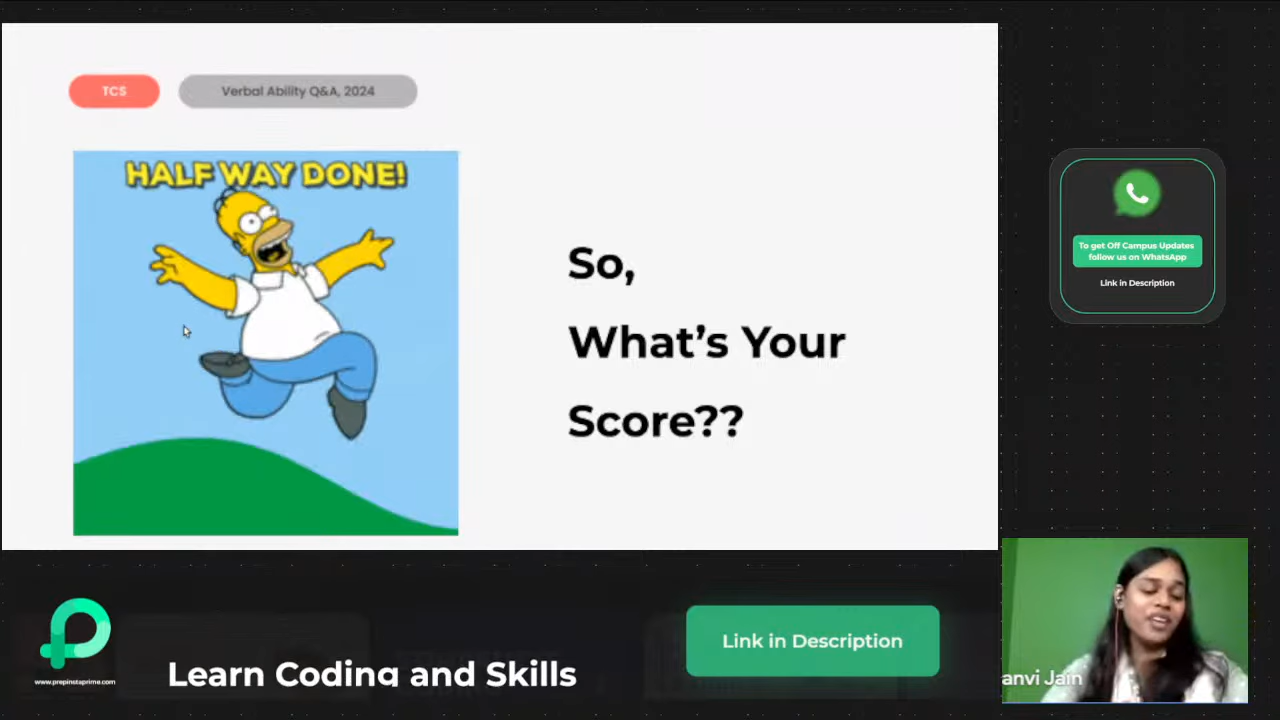 TCS
Verbal Ability Q&A, 2024
HALF WAY DONE!
So,
What's Your
Score??
To get Off Campus Updates
follow us on WhatsApp
Link in Description
www.prepinstaprime.com
Learn Coding and Skills
Link in Description
anvi Jain